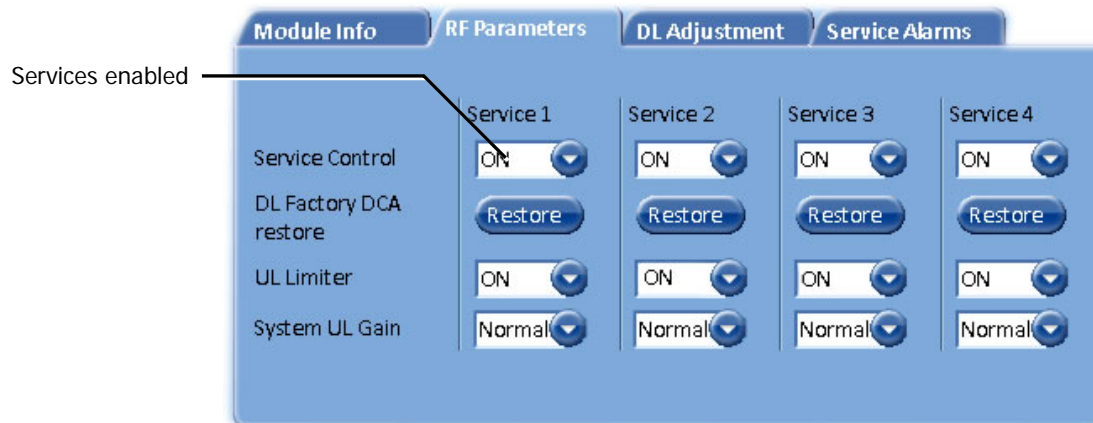 Module Info RF Parameters DL Adjustment Service Alarms
Services enabled
Service 1 Service 2 Service 3 Service 4
Service Control ON ON ON ON
DL Factory DCA
restore Restore Restore Restore Restore
UL Limiter ON ON ON ON
System UL Gain Normal Normal Normal Normal